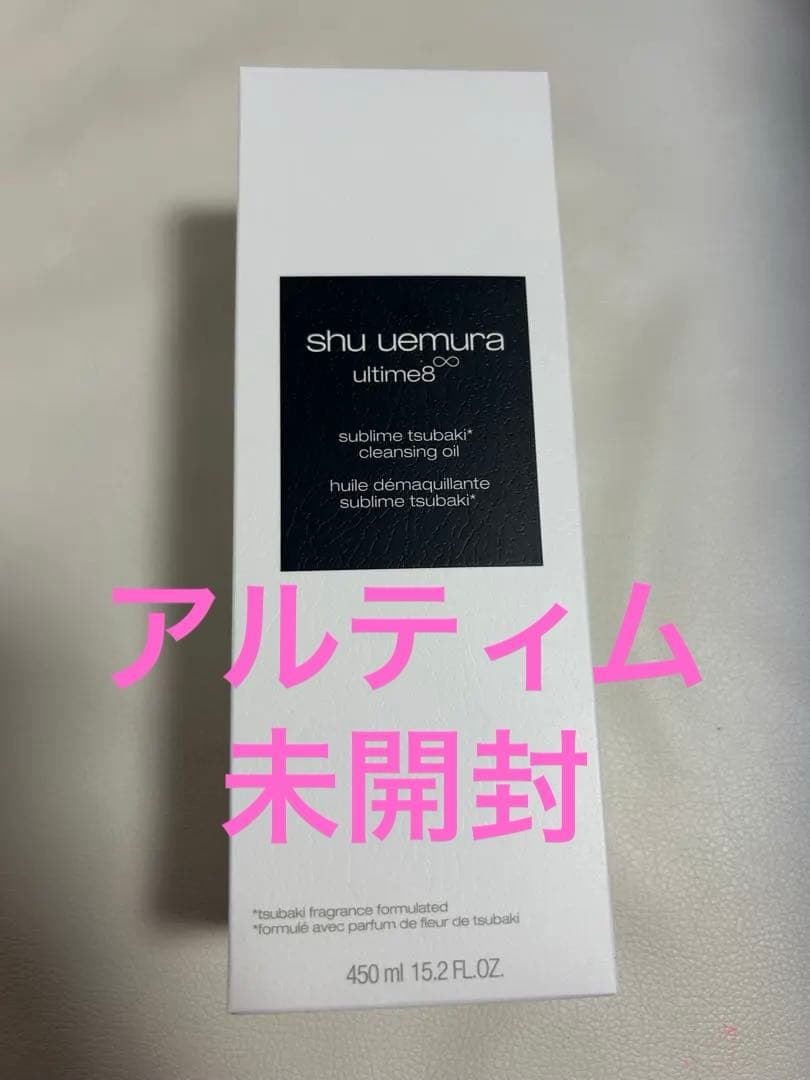 shu uemura
ultime8∞
sublime tsubaki*
cleansing oil
huile démaquillante
sublime tsubaki*
アルティム
未開封
*tsubaki fragrance formulated
*formulé avec parfum de fleur de tsubaki
450 ml 15.2 FL.OZ.